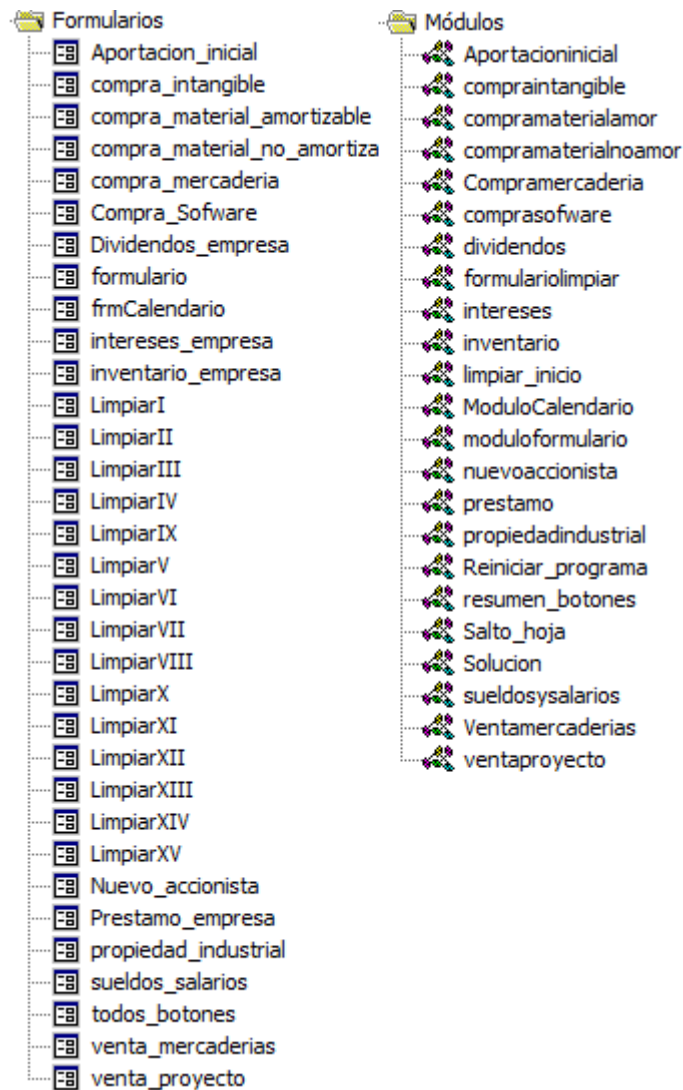 Formularios
Aportacion_inicial
compra_intangible
compra_material_amortizable
compra_material_no_amortiza
compra_mercaderia
Compra_Sofware
Dividendos_empresa
formulario
frmCalendario
intereses_empresa
inventario_empresa
LimpiarI
LimpiarII
LimpiarIII
LimpiarIV
LimpiarIX
LimpiarV
LimpiarVI
LimpiarVII
LimpiarVIII
LimpiarX
LimpiarXI
LimpiarXII
LimpiarXIII
LimpiarXIV
LimpiarXV
Nuevo_accionista
Prestamo_empresa
propiedad_industrial
sueldos_salarios
todos_botones
venta_mercaderias
venta_proyecto
Módulos
Aportacioninicial
compraintangible
compramaterialamor
compramaterialnoamor
Compramercaderia
comprasofware
dividendos
formulariolimpiar
intereses
inventario
limpiar_inicio
ModuloCalendario
moduloformulario
nuevoaccionista
prestamo
propiedadindustrial
Reiniciar_programa
resumen_botones
Salto_hoja
Solucion
sueldosysalarios
Ventamercaderias
ventaproyecto